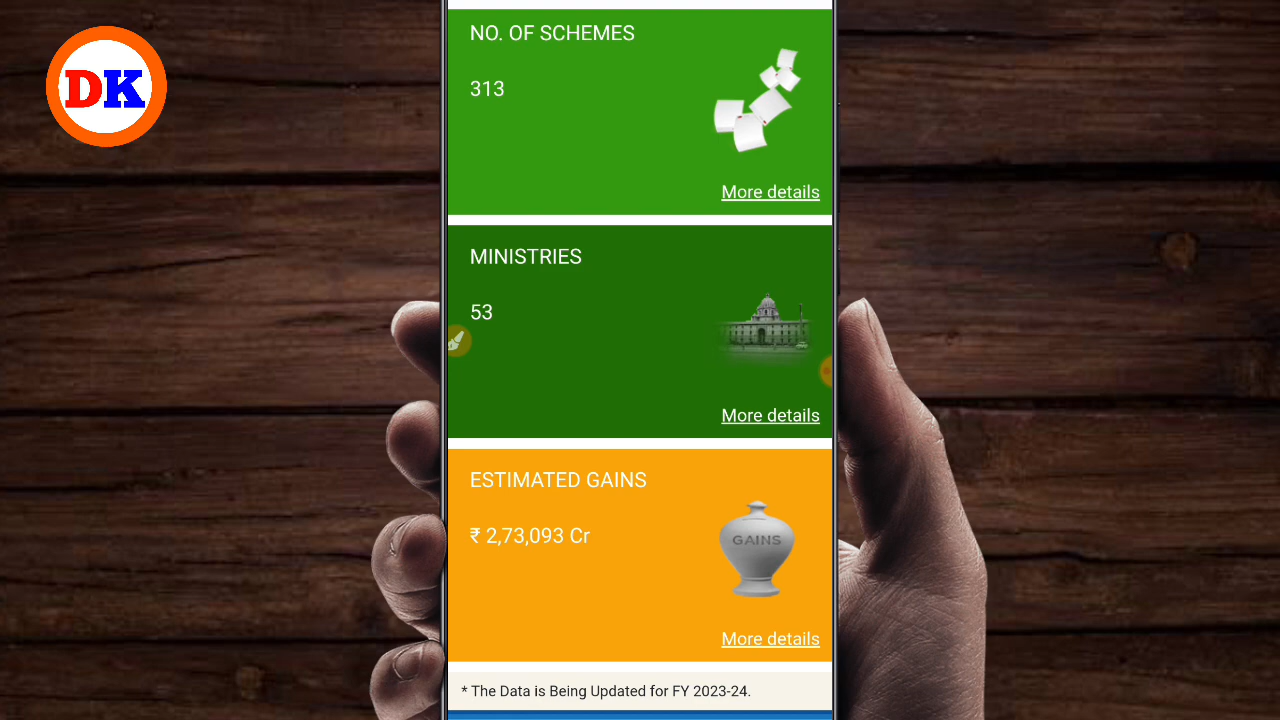 DK
NO. OF SCHEMES
313
More details
MINISTRIES
53
More details
ESTIMATED GAINS
₹ 2,73,093 Cr
GAINS
More details
* The Data is Being Updated for FY 2023-24.